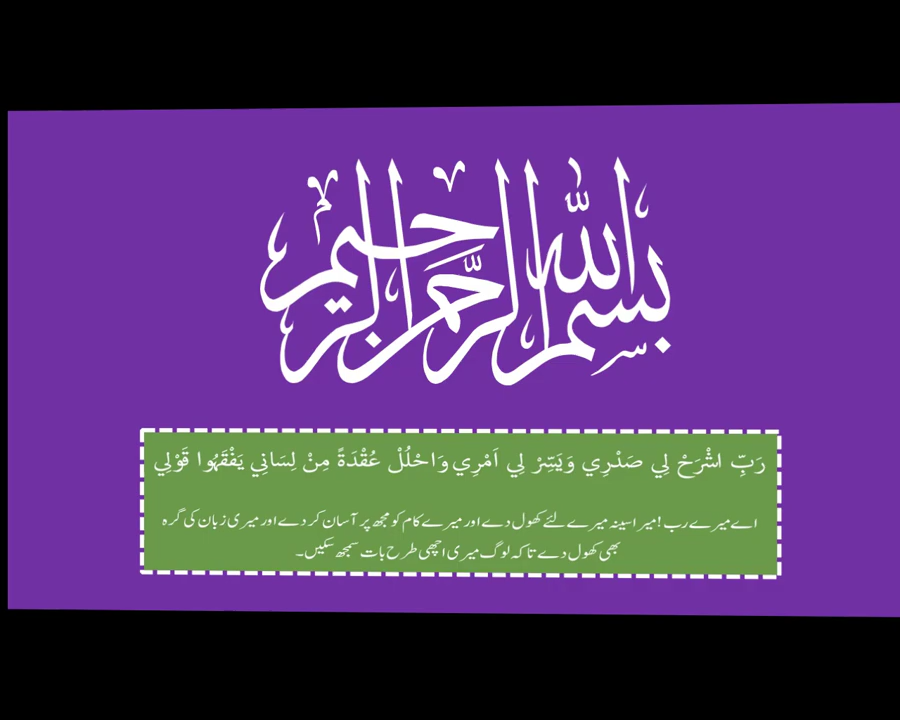 بسم الله الرحمن الرحيم
رَبِّ اشْرَحْ لِي صَدْرِي وَيَسِّرْ لِي اَمْرِي وَاحْلُلْ عُقْدَةً مِنْ لِسَانِي يَفْقَهُوا قَوْلِي
اے میرے رب !میرا سینہ میرے لئے کھول دے اور میرے کام کو مجھ پر آسان کر دے اور میری زبان کی گرہ
بھی کھول دے تاکہ لوگ میری اچھی طرح بات سمجھ سکیں۔